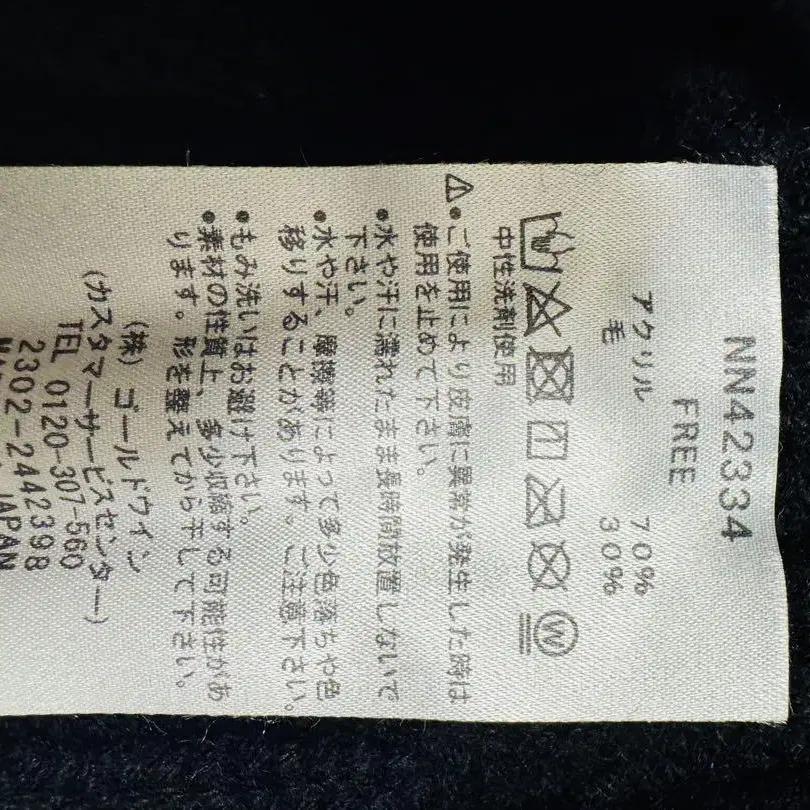 NN42334
FREE
アクリル 70%
毛 30%
中性洗剤使用
⚠•ご使用により皮膚に異常が発生した時は
使用を止めて下さい。
•水や汗に濡れたまま長時間放置しないで
下さい。
•水や汗、摩擦等によって多少色落ちや色
移りすることがあります。ご注意下さい。
•もみ洗いはお避け下さい。
•素材の性質上、多少収縮する可能性があ
ります。形を整えてから干して下さい。
(株) ゴールドウイン
(カスタマーサービスセンター)
TEL 0120-307-560
2302-2442398
JAPAN